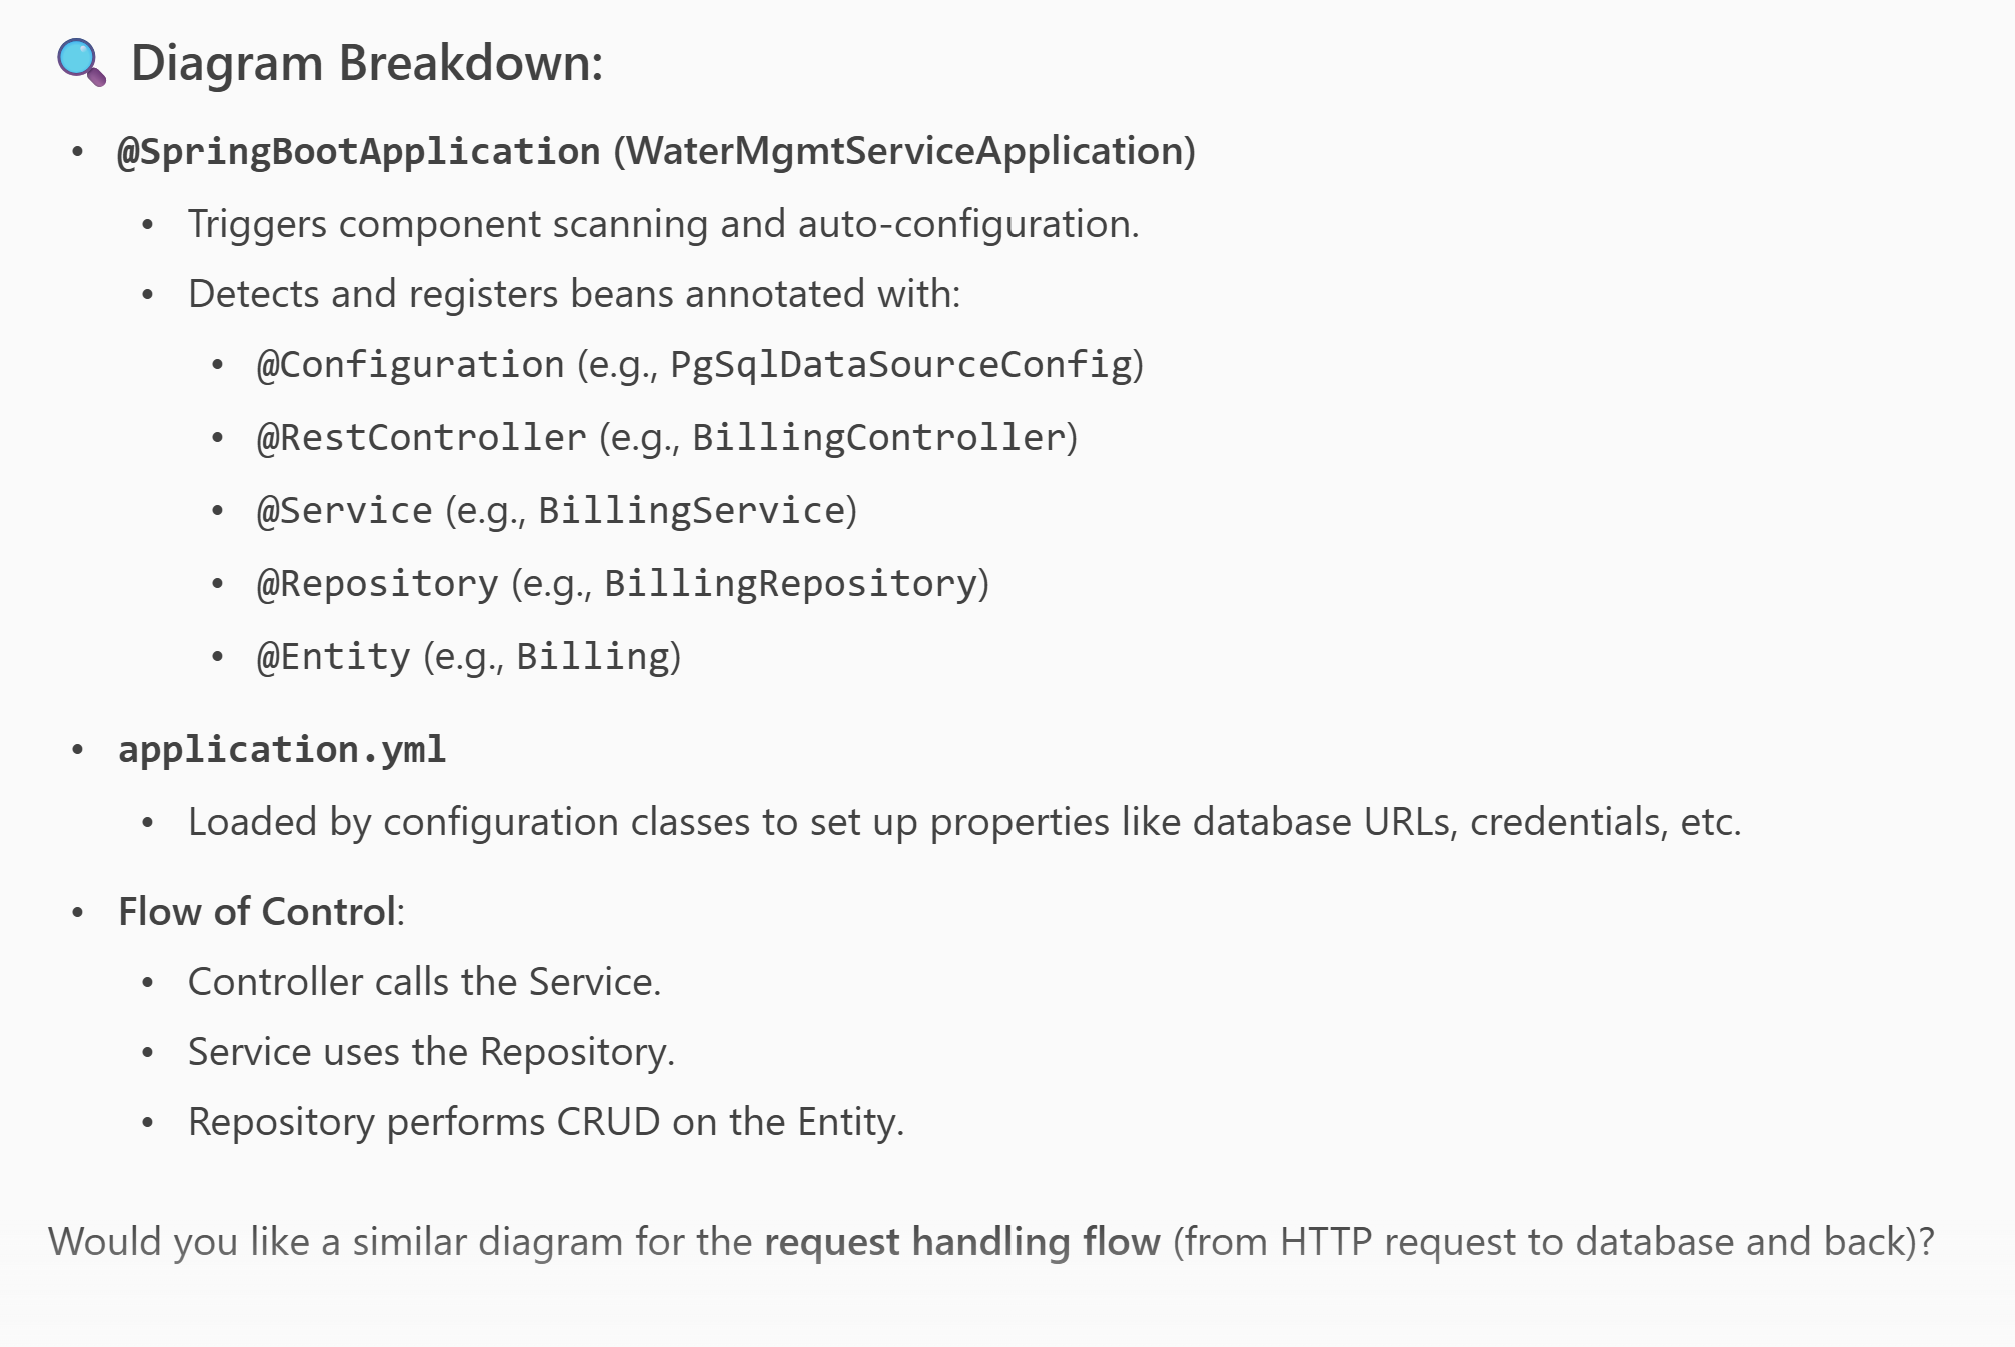 Diagram Breakdown:
• @SpringBootApplication (WaterMgmtServiceApplication)
• Triggers component scanning and auto-configuration.
• Detects and registers beans annotated with:
• @Configuration (e.g., PgSqlDataSourceConfig)
• @RestController (e.g., BillingController)
• @Service (e.g., BillingService)
• @Repository (e.g., BillingRepository)
• @Entity (e.g., Billing)
• application.yml
• Loaded by configuration classes to set up properties like database URLs, credentials, etc.
• Flow of Control:
• Controller calls the Service.
• Service uses the Repository.
• Repository performs CRUD on the Entity.
Would you like a similar diagram for the request handling flow (from HTTP request to database and back)?